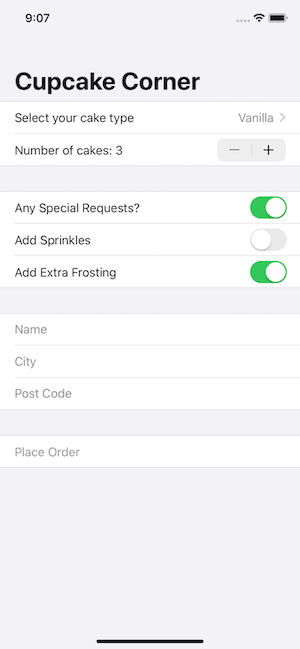 9:07
Cupcake Corner
Select your cake type Vanilla
Number of cakes: 3
Any Special Requests?
Add Sprinkles
Add Extra Frosting
Name
City
Post Code
Place Order